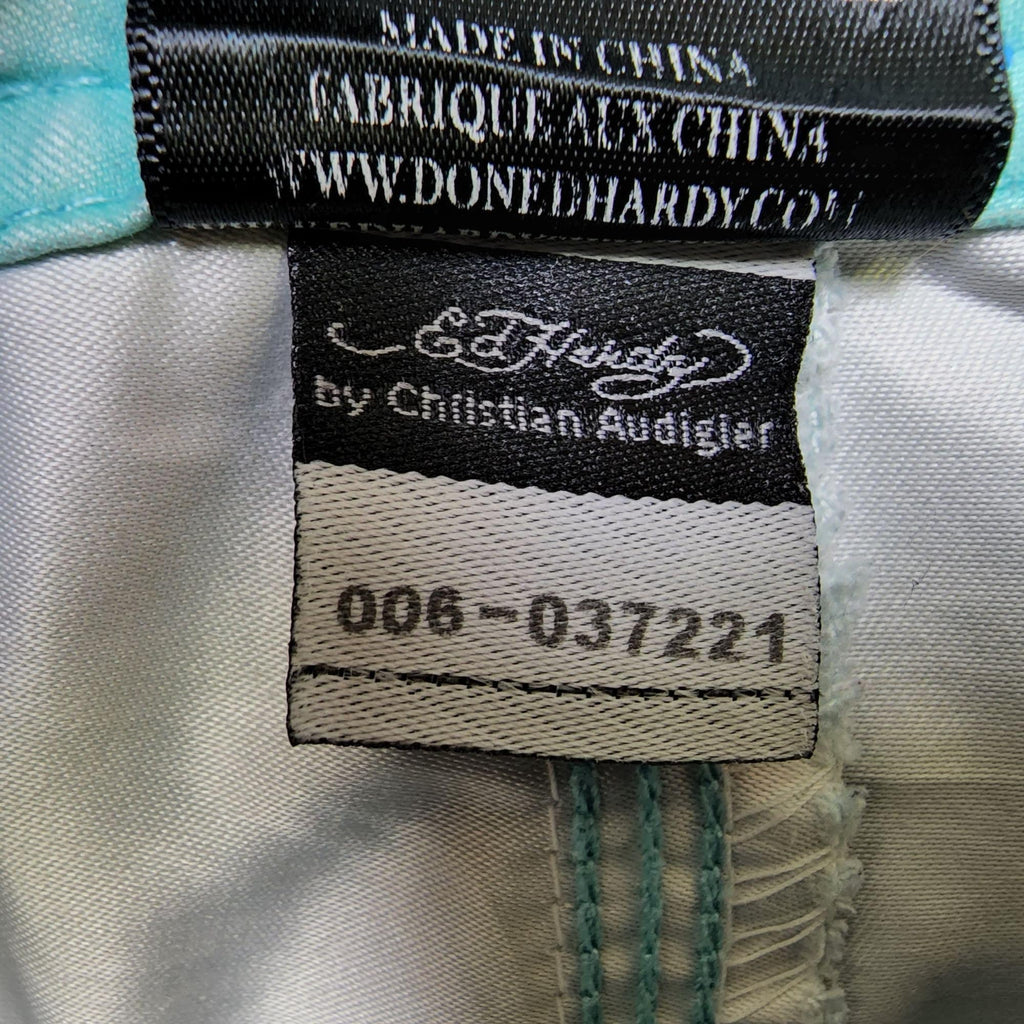 MADE IN CHINA
FABRIQUE AUX CHINA
WWW.DONEDHARDY.COM
Ed Hardy
by Christian Audigier
006-037221